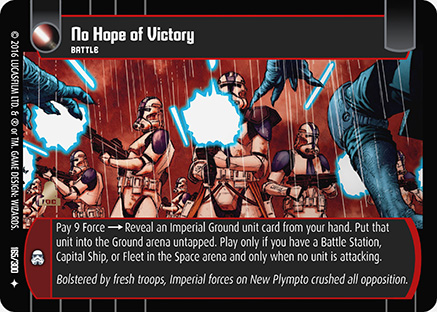 No Hope of Victory
BATTLE
Pay 9 Force → Reveal an Imperial Ground unit card from your hand. Put that
unit into the Ground arena untapped. Play only if you have a Battle Station,
Capital Ship, or Fleet in the Space arena and only when no unit is attacking.
Bolstered by fresh troops, Imperial forces on New Plympto crushed all opposition.
© 2016 LUCASFILM LTD. & ® or TM. GAME DESIGN: WIZARDS.
165/300